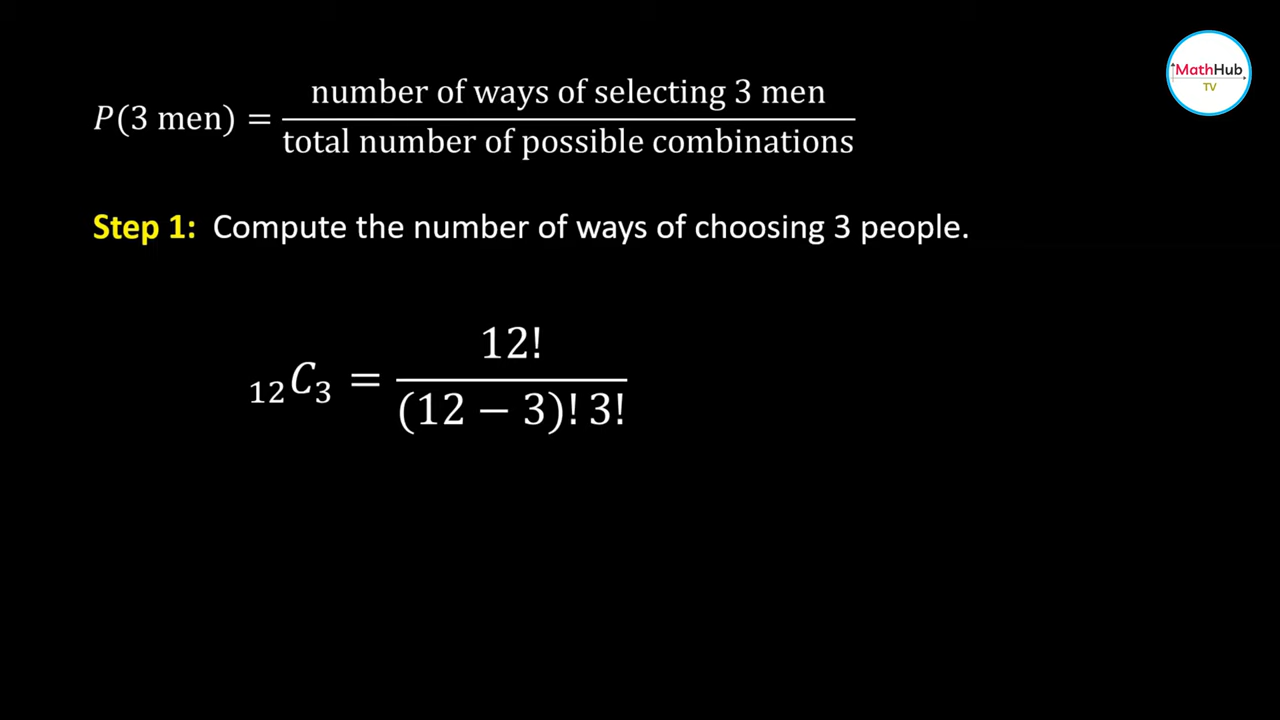 MathHub
TV
P(3 men) = number of ways of selecting 3 men / total number of possible combinations
Step 1: Compute the number of ways of choosing 3 people.
₁₂C₃ = 12! / (12 − 3)! 3!